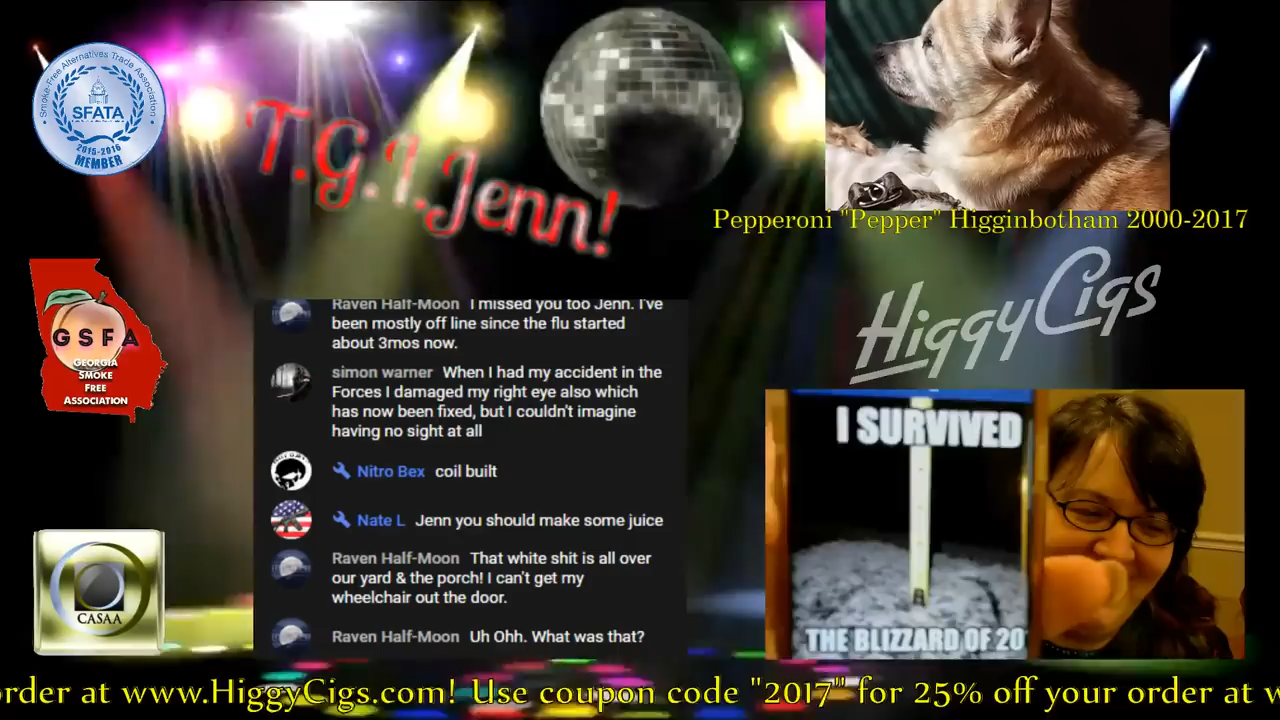 Smoke-Free Alternatives Trade Association
SFATA
2015-2016
MEMBER
T.G.I.Jenn!
Pepperoni "Pepper" Higginbotham 2000-2017
HiggyCigs
GSFA
GEORGIA
SMOKE
FREE
ASSOCIATION
Raven Half-Moon I missed you too Jenn. I've
been mostly off line since the flu started
about 3mos now.
simon warner When I had my accident in the
Forces I damaged my right eye also which
has now been fixed, but I couldn't imagine
having no sight at all
Nitro Bex coil built
Nate L Jenn you should make some juice
Raven Half-Moon That white shit is all over
our yard & the porch! I can't get my
wheelchair out the door.
Raven Half-Moon Uh Ohh. What was that?
I SURVIVED
THE BLIZZARD OF 20
CASAA
order at www.HiggyCigs.com! Use coupon code "2017" for 25% off your order at w